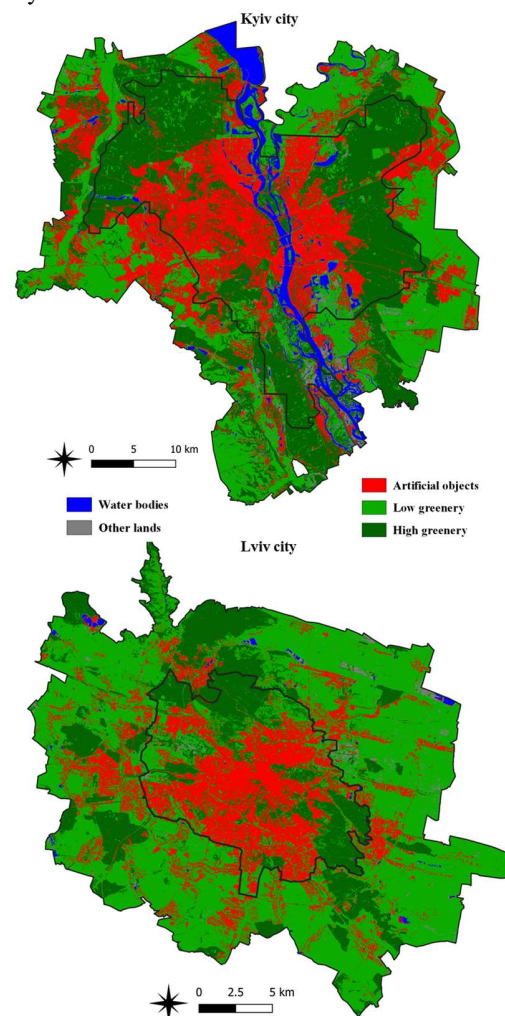 Kyiv city
0 5 10 km
Water bodies
Other lands
Artificial objects
Low greenery
High greenery
Lviv city
0 2.5 5 km